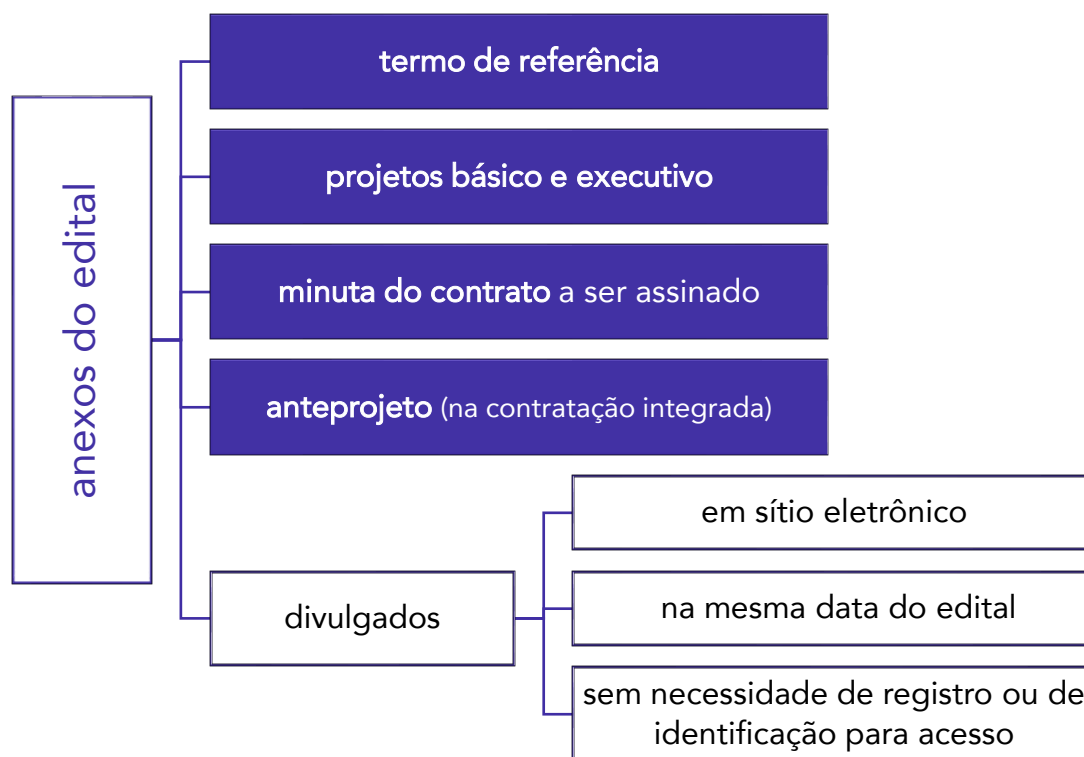 anexos do edital
termo de referência
projetos básico e executivo
minuta do contrato a ser assinado
anteprojeto (na contratação integrada)
divulgados
em sítio eletrônico
na mesma data do edital
sem necessidade de registro ou de
identificação para acesso